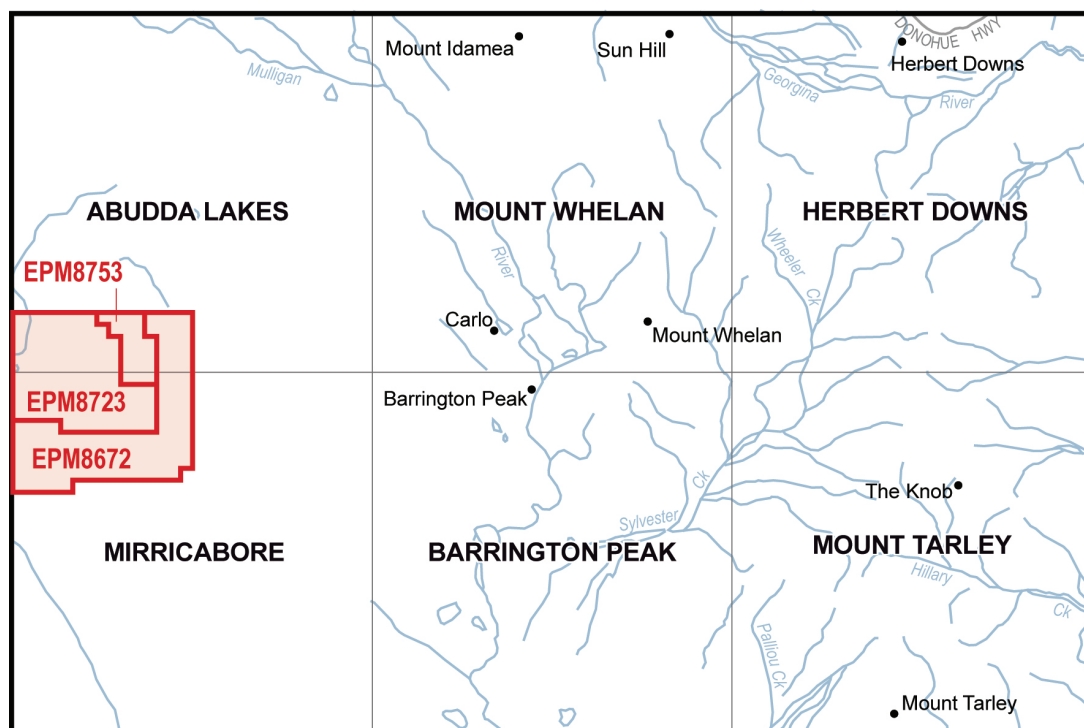 DONOHUE HWY
Mount Idamea
Sun Hill
Herbert Downs
Mulligan
Georgina
River
ABUDDA LAKES
MOUNT WHELAN
HERBERT DOWNS
River
Wheeler
Ck
EPM8753
Carlo
Mount Whelan
EPM8723
Barrington Peak
EPM8672
The Knob
Ck
Sylvester
MIRRICABORE
BARRINGTON PEAK
MOUNT TARLEY
Hillary
Ck
Palliou Ck
Mount Tarley